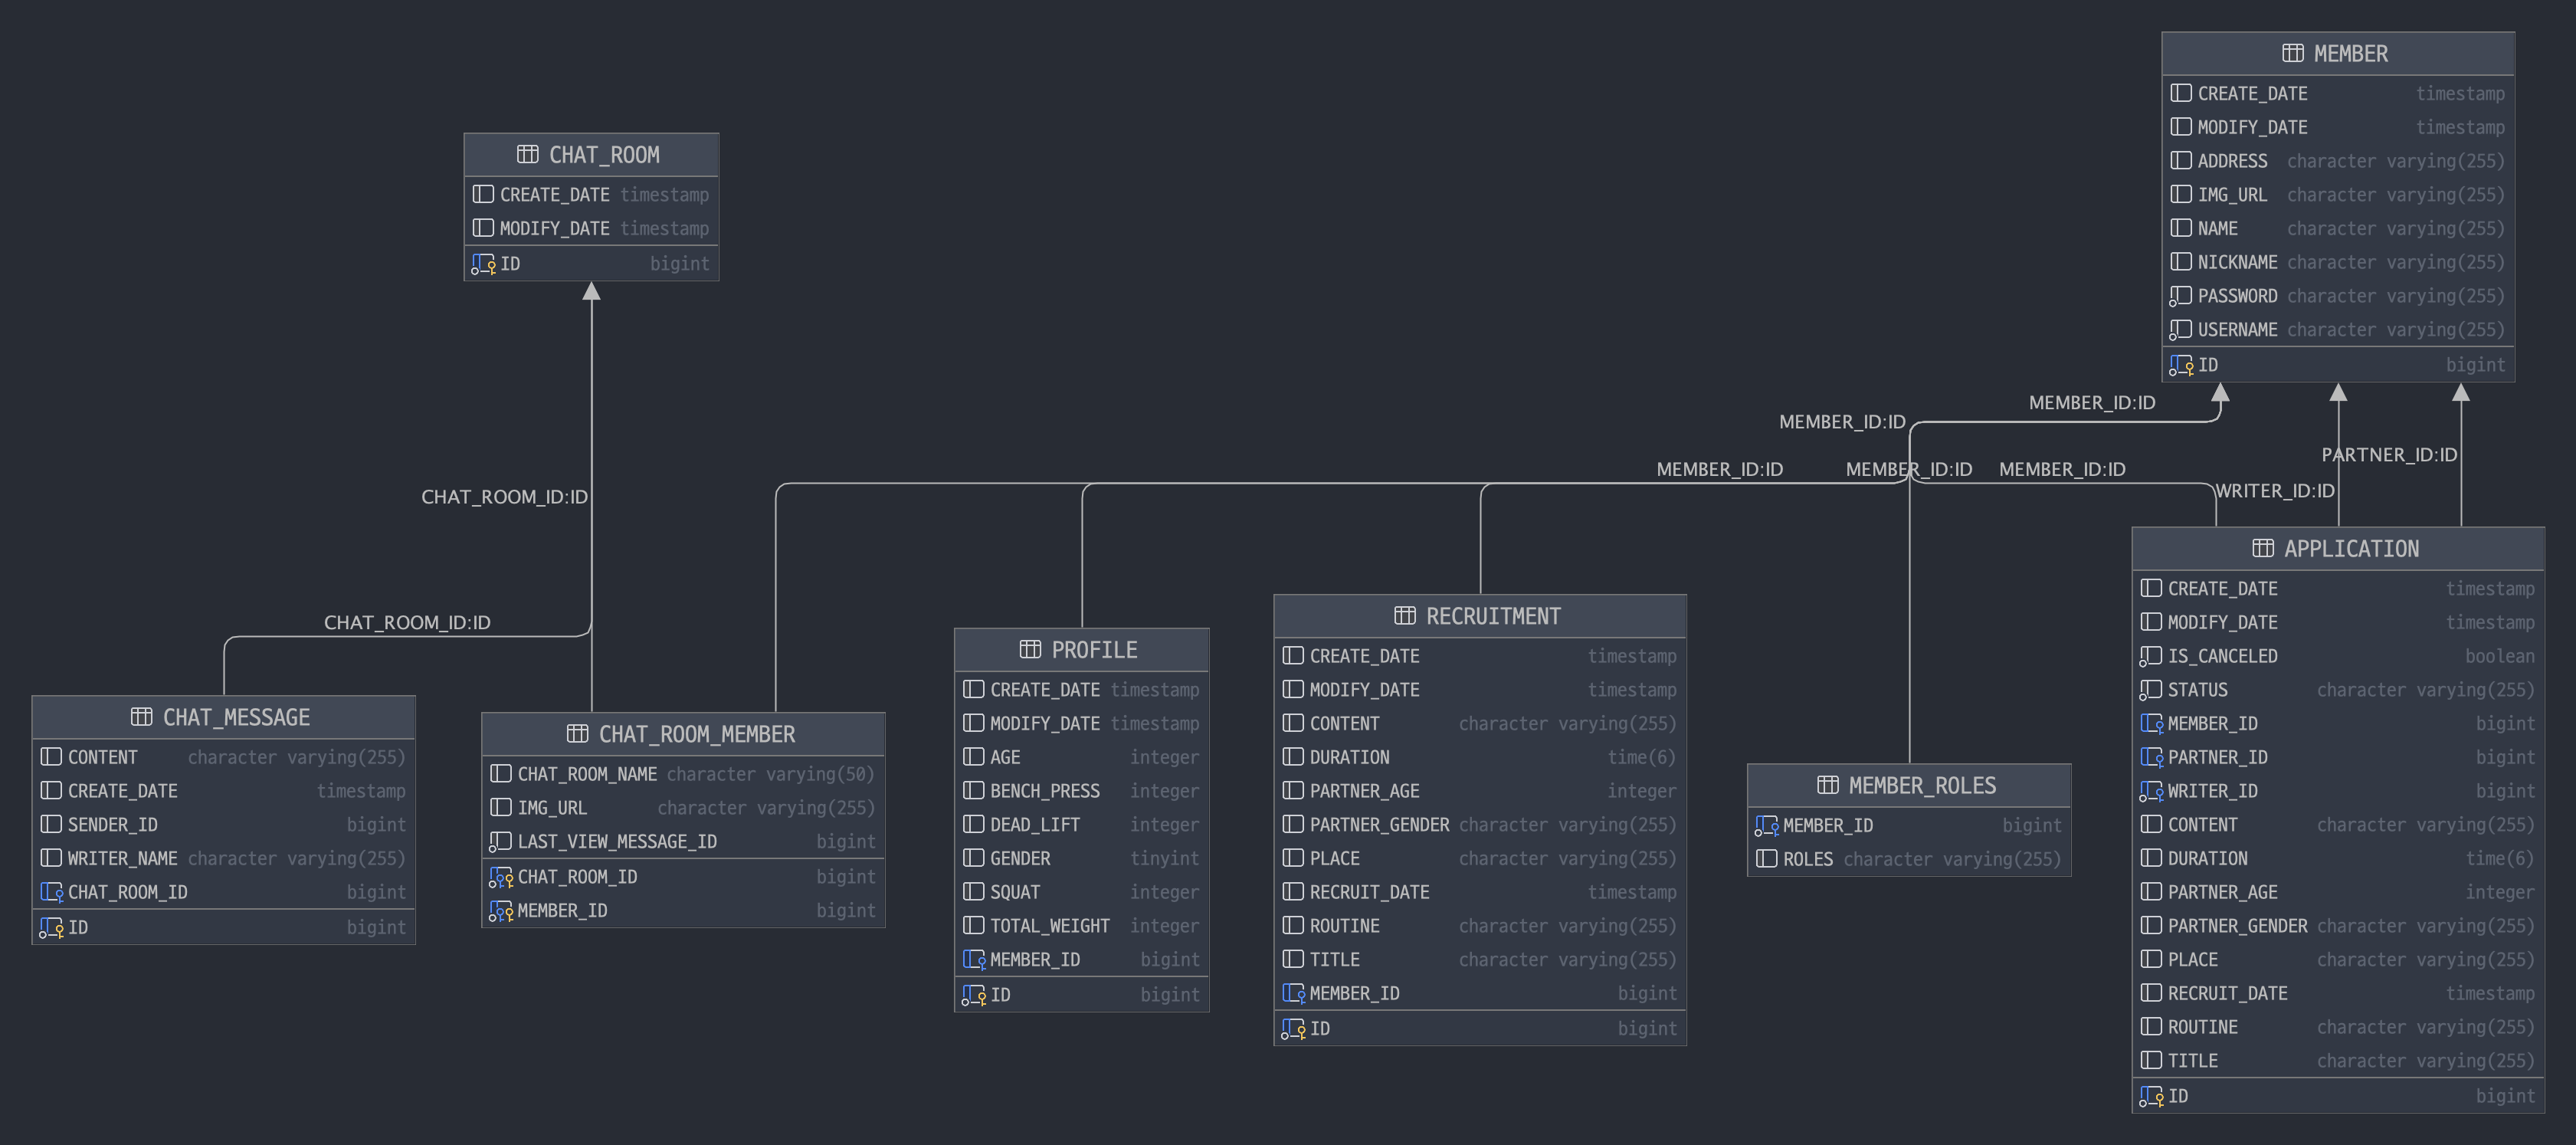 MEMBER
CREATE_DATE timestamp
MODIFY_DATE timestamp
ADDRESS character varying(255)
IMG_URL character varying(255)
NAME character varying(255)
NICKNAME character varying(255)
PASSWORD character varying(255)
USERNAME character varying(255)
ID bigint
CHAT_ROOM
CREATE_DATE timestamp
MODIFY_DATE timestamp
ID bigint
MEMBER_ID:ID
MEMBER_ID:ID
PARTNER_ID:ID
MEMBER_ID:ID
MEMBER_ID:ID
MEMBER_ID:ID
WRITER_ID:ID
CHAT_ROOM_ID:ID
CHAT_ROOM_ID:ID
CHAT_MESSAGE
CONTENT character varying(255)
CREATE_DATE timestamp
SENDER_ID bigint
WRITER_NAME character varying(255)
CHAT_ROOM_ID bigint
ID bigint
CHAT_ROOM_MEMBER
CHAT_ROOM_NAME character varying(50)
IMG_URL character varying(255)
LAST_VIEW_MESSAGE_ID bigint
CHAT_ROOM_ID bigint
MEMBER_ID bigint
PROFILE
CREATE_DATE timestamp
MODIFY_DATE timestamp
AGE integer
BENCH_PRESS integer
DEAD_LIFT integer
GENDER tinyint
SQUAT integer
TOTAL_WEIGHT integer
MEMBER_ID bigint
ID bigint
RECRUITMENT
CREATE_DATE timestamp
MODIFY_DATE timestamp
CONTENT character varying(255)
DURATION time(6)
PARTNER_AGE integer
PARTNER_GENDER character varying(255)
PLACE character varying(255)
RECRUIT_DATE timestamp
ROUTINE character varying(255)
TITLE character varying(255)
MEMBER_ID bigint
ID bigint
MEMBER_ROLES
MEMBER_ID bigint
ROLES character varying(255)
APPLICATION
CREATE_DATE timestamp
MODIFY_DATE timestamp
IS_CANCELED boolean
STATUS character varying(255)
MEMBER_ID bigint
PARTNER_ID bigint
WRITER_ID bigint
CONTENT character varying(255)
DURATION time(6)
PARTNER_AGE integer
PARTNER_GENDER character varying(255)
PLACE character varying(255)
RECRUIT_DATE timestamp
ROUTINE character varying(255)
TITLE character varying(255)
ID bigint